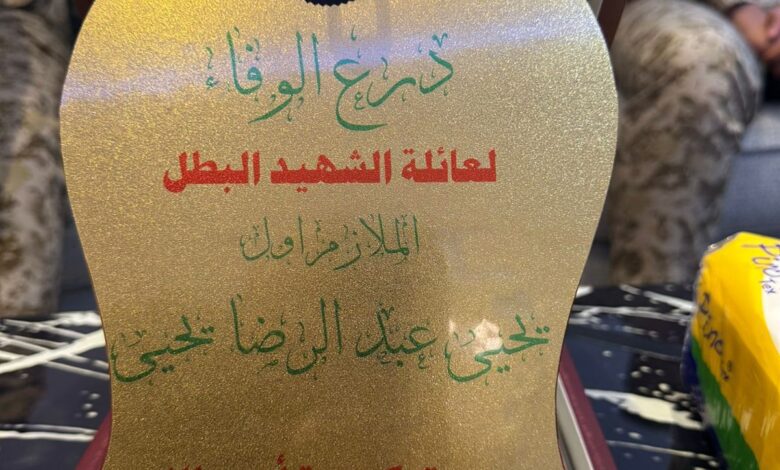 درع الوفاء
لعائلة الشهيد البطل
الملازم اول
يحيى عبد الرضا يحيى